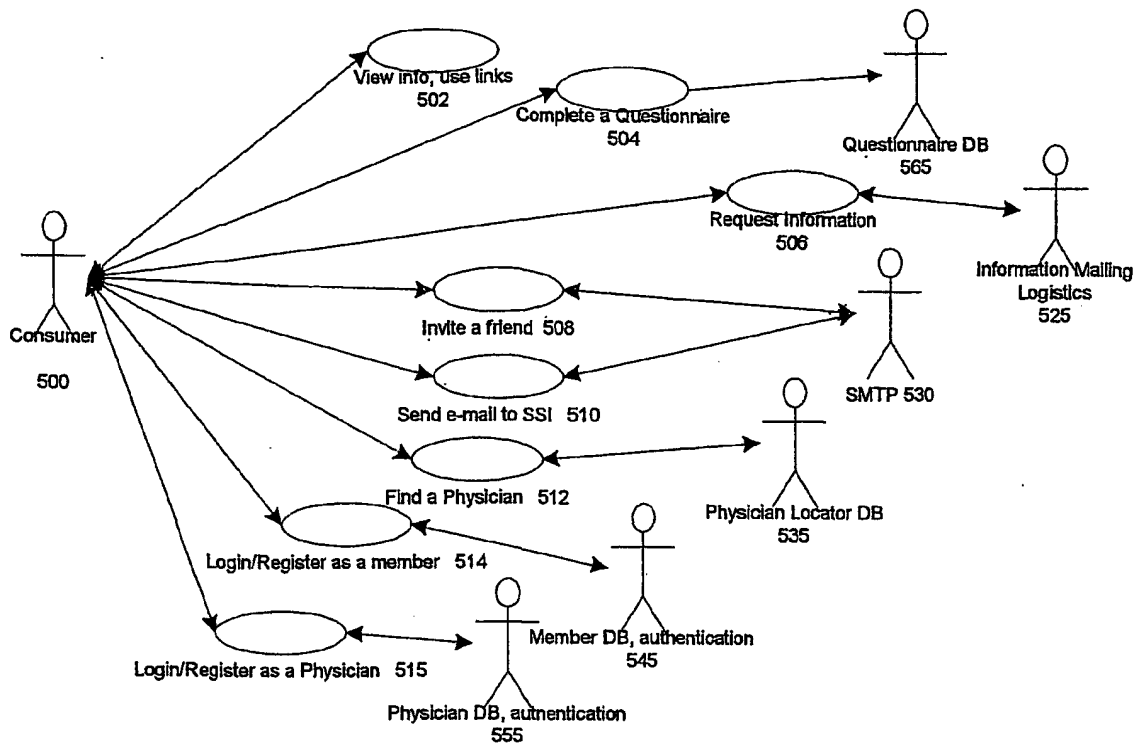 View info, use links
502
Complete a Questionnaire
504
Questionnaire DB
565
Request Information
506
Information Mailing
Logistics
525
Consumer
500
Invite a friend 508
SMTP 530
Send e-mail to SSI 510
Find a Physician 512
Physician Locator DB
535
Login/Register as a member 514
Member DB, authentication
545
Login/Register as a Physician 515
Physician DB, autnentication
555